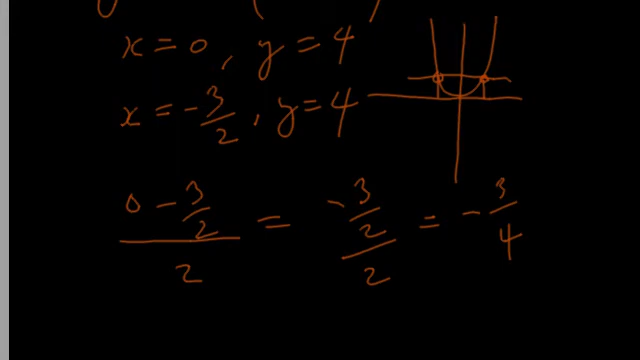 x = 0, y = 4
x = -3/2, y = 4
(0 - 3/2)/2 = (-3/2)/2 = -3/4